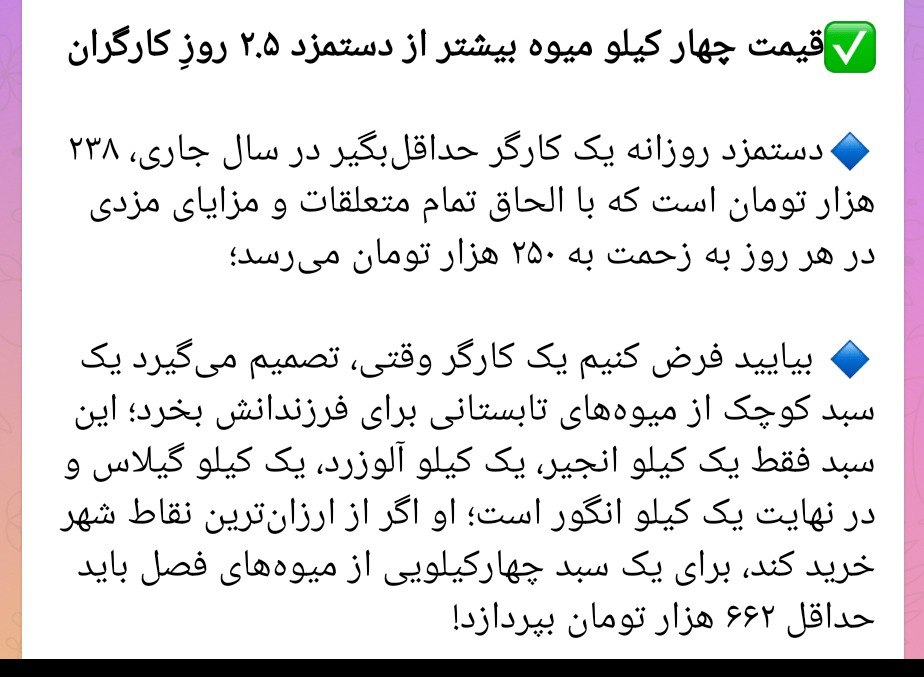 ✅قیمت چهار کیلو میوه بیشتر از دستمزد ۲.۵ روزِ کارگران
🔷دستمزد روزانه یک کارگر حداقل‌بگیر در سال جاری، ۲۳۸
هزار تومان است که با الحاق تمام متعلقات و مزایای مزدی
در هر روز به زحمت به ۲۵۰ هزار تومان می‌رسد؛
🔷 بیایید فرض کنیم یک کارگر وقتی، تصمیم می‌گیرد یک
سبد کوچک از میوه‌های تابستانی برای فرزندانش بخرد؛ این
سبد فقط یک کیلو انجیر، یک کیلو آلوزرد، یک کیلو گیلاس و
در نهایت یک کیلو انگور است؛ او اگر از ارزان‌ترین نقاط شهر
خرید کند، برای یک سبد چهارکیلویی از میوه‌های فصل باید
حداقل ۶۶۲ هزار تومان بپردازد!